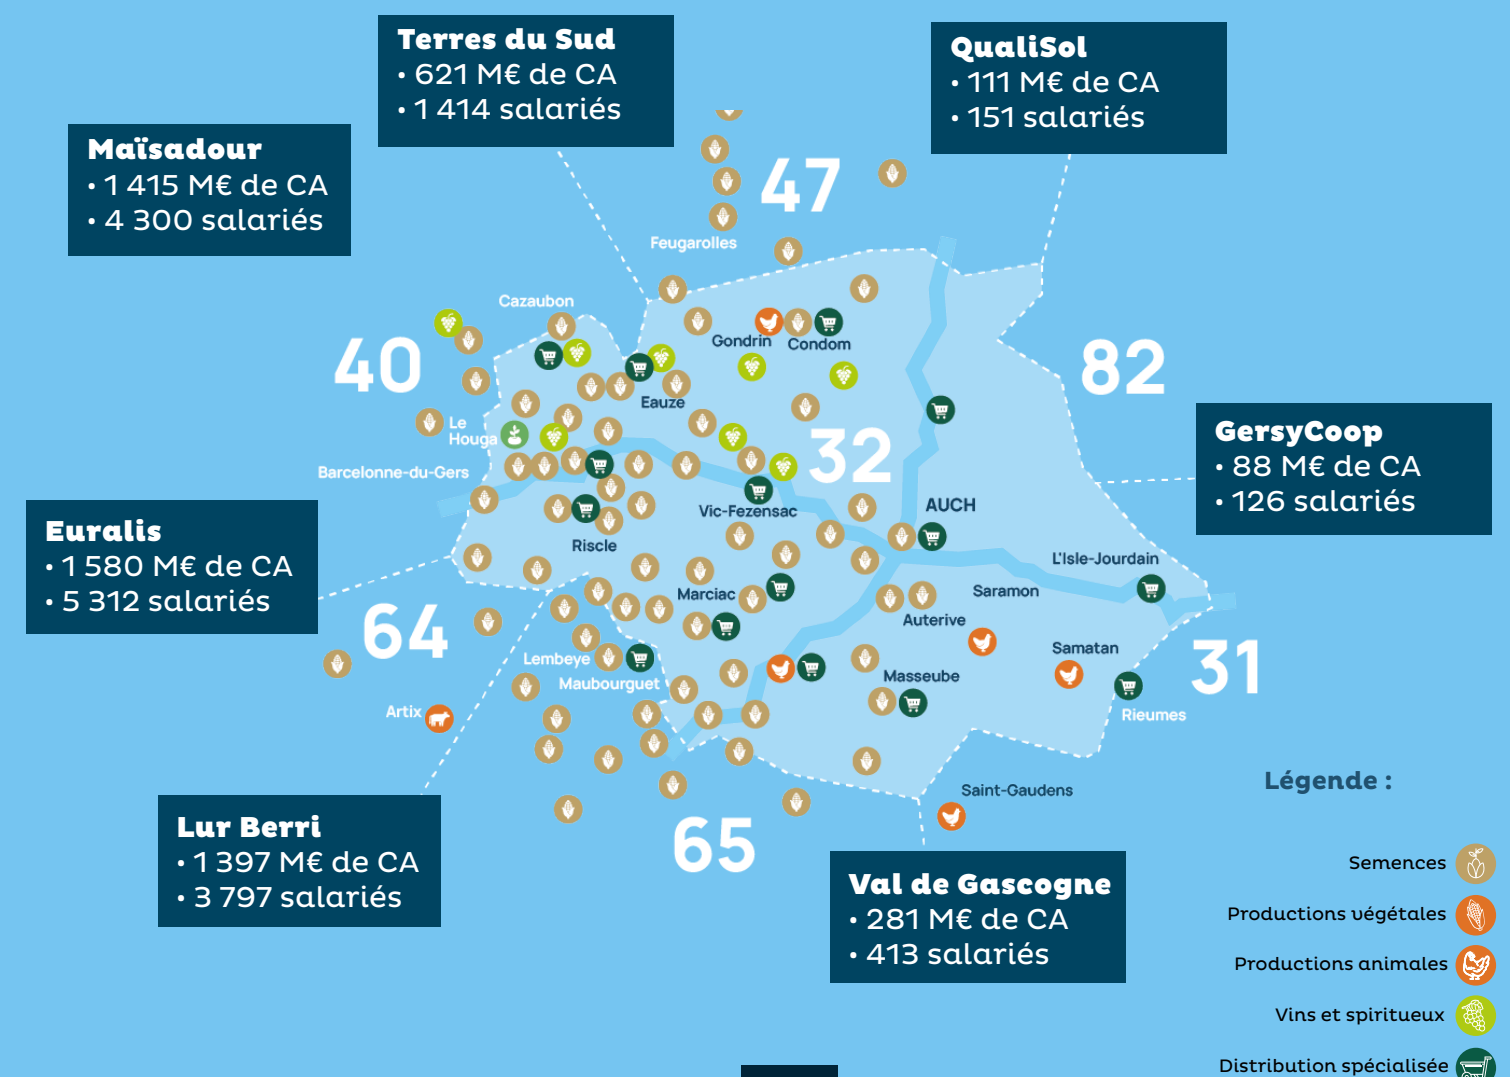 Terres du Sud
• 621 M€ de CA
• 1 414 salariés
QualiSol
• 111 M€ de CA
• 151 salariés
Maïsadour
• 1 415 M€ de CA
• 4 300 salariés
47
Feugarolles
Cazaubon
40
Gondrin
Condom
82
Eauze
Le
Houga
32
Barcelonne-du-Gers
GersyCoop
• 88 M€ de CA
• 126 salariés
Vic-Fezensac
AUCH
Euralis
• 1 580 M€ de CA
• 5 312 salariés
Riscle
L'Isle-Jourdain
Marciac
Saramon
Auterive
64
Lembeye
Samatan
31
Maubourguet
Masseube
Artix
Rieumes
Légende :
Saint-Gaudens
Lur Berri
• 1 397 M€ de CA
• 3 797 salariés
65
Val de Gascogne
• 281 M€ de CA
• 413 salariés
Semences
Productions végétales
Productions animales
Vins et spiritueux
Distribution spécialisée